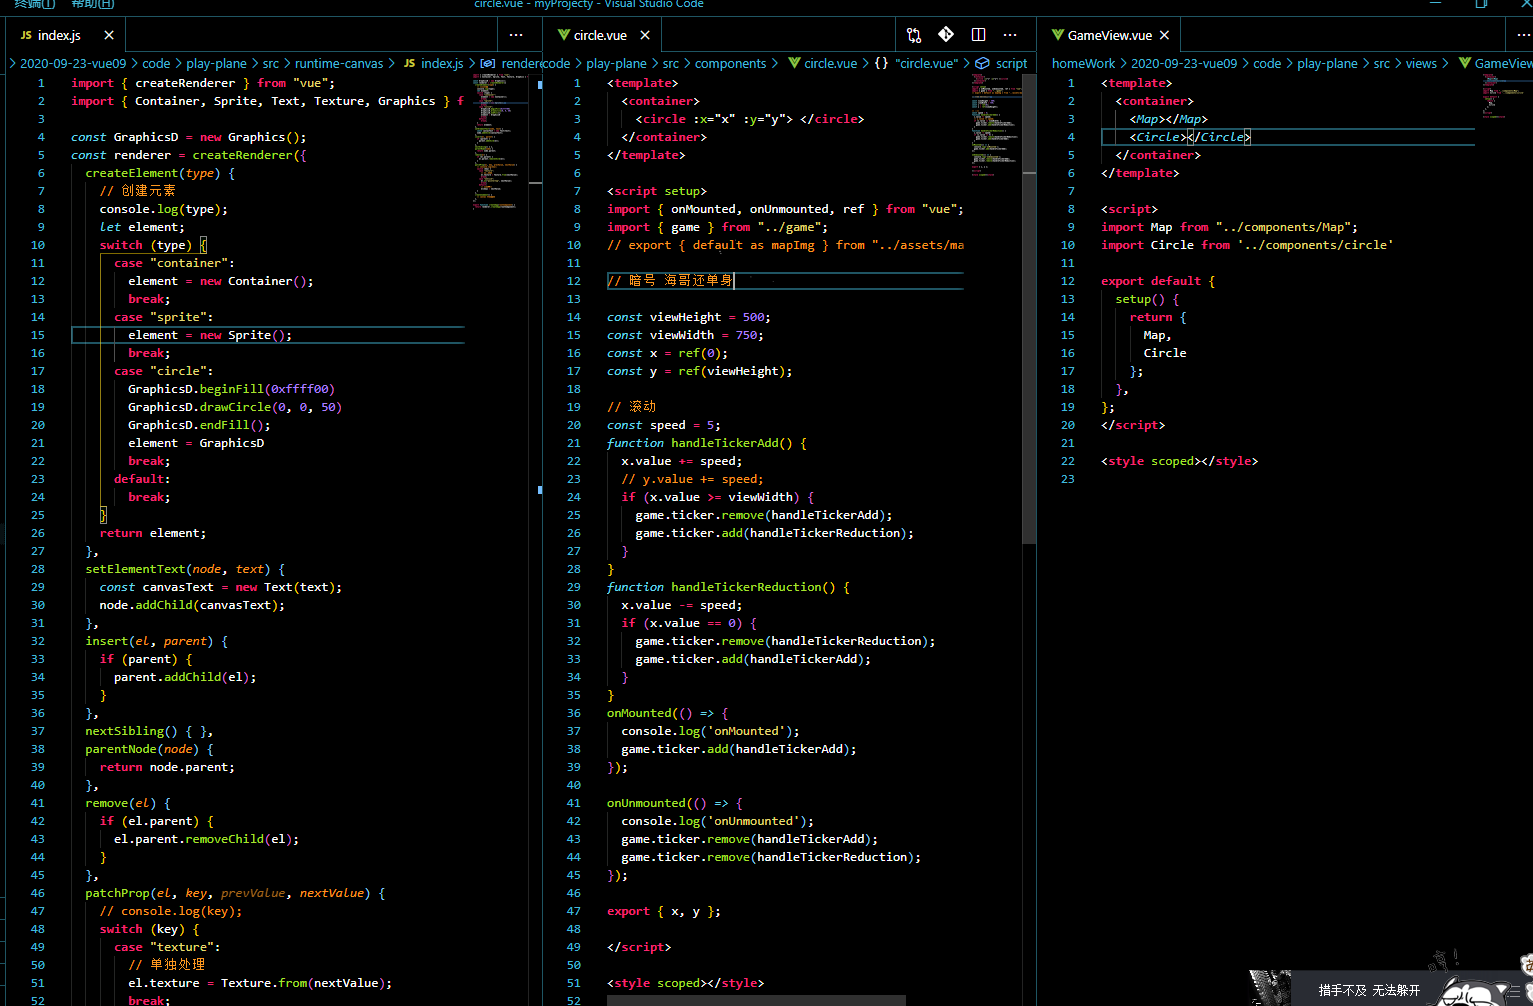 终端(T) 帮助(H) circle.vue - myProjecty - Visual Studio Code
JS index.js
2020-09-23-vue09 > code > play-plane > src > runtime-canvas > JS index.js > render
1 import { createRenderer } from "vue";
2 import { Container, Sprite, Text, Texture, Graphics } f
3
4 const GraphicsD = new Graphics();
5 const renderer = createRenderer({
6 createElement(type) {
7 // 创建元素
8 console.log(type);
9 let element;
10 switch (type) {
11 case "container":
12 element = new Container();
13 break;
14 case "sprite":
15 element = new Sprite();
16 break;
17 case "circle":
18 GraphicsD.beginFill(0xffff00)
19 GraphicsD.drawCircle(0, 0, 50)
20 GraphicsD.endFill();
21 element = GraphicsD
22 break;
23 default:
24 break;
25 }
26 return element;
27 },
28 setElementText(node, text) {
29 const canvasText = new Text(text);
30 node.addChild(canvasText);
31 },
32 insert(el, parent) {
33 if (parent) {
34 parent.addChild(el);
35 }
36 },
37 nextSibling() { },
38 parentNode(node) {
39 return node.parent;
40 },
41 remove(el) {
42 if (el.parent) {
43 el.parent.removeChild(el);
44 }
45 },
46 patchProp(el, key, prevValue, nextValue) {
47 // console.log(key);
48 switch (key) {
49 case "texture":
50 // 单独处理
51 el.texture = Texture.from(nextValue);
52 break;
circle.vue
code > play-plane > src > components > circle.vue > {} "circle.vue" > script
1 <template>
2 <container>
3 <circle :x="x" :y="y"> </circle>
4 </container>
5 </template>
6
7 <script setup>
8 import { onMounted, onUnmounted, ref } from "vue";
9 import { game } from "../game";
10 // export { default as mapImg } from "../assets/ma
11
12 // 暗号 海哥还单身
13
14 const viewHeight = 500;
15 const viewWidth = 750;
16 const x = ref(0);
17 const y = ref(viewHeight);
18
19 // 滚动
20 const speed = 5;
21 function handleTickerAdd() {
22 x.value += speed;
23 // y.value += speed;
24 if (x.value >= viewWidth) {
25 game.ticker.remove(handleTickerAdd);
26 game.ticker.add(handleTickerReduction);
27 }
28 }
29 function handleTickerReduction() {
30 x.value -= speed;
31 if (x.value == 0) {
32 game.ticker.remove(handleTickerReduction);
33 game.ticker.add(handleTickerAdd);
34 }
35 }
36 onMounted(() => {
37 console.log('onMounted');
38 game.ticker.add(handleTickerAdd);
39 });
40
41 onUnmounted(() => {
42 console.log('onUnmounted');
43 game.ticker.remove(handleTickerAdd);
44 game.ticker.remove(handleTickerReduction);
45 });
46
47 export { x, y };
48
49 </script>
50
51 <style scoped></style>
52
GameView.vue
homeWork > 2020-09-23-vue09 > code > play-plane > src > views > GameView
1 <template>
2 <container>
3 <Map></Map>
4 <Circle></Circle>
5 </container>
6 </template>
7
8 <script>
9 import Map from "../components/Map";
10 import Circle from '../components/circle'
11
12 export default {
13 setup() {
14 return {
15 Map,
16 Circle
17 };
18 },
19 };
20 </script>
21
22 <style scoped></style>
23
措手不及 无法躲开